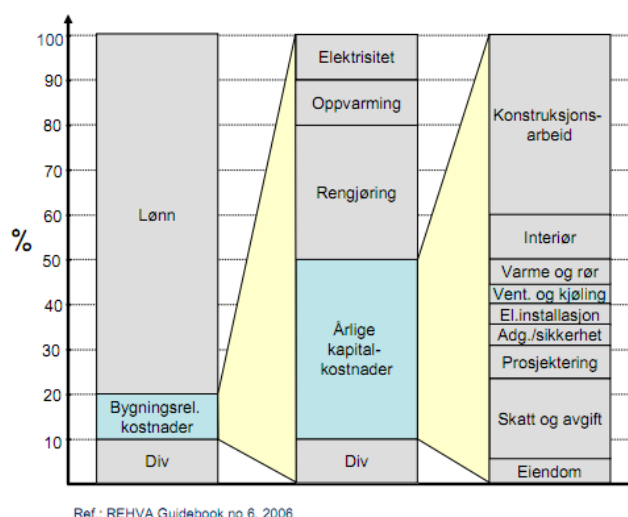 100
90
80
70
60
50
40
30
20
10
%
Lønn
Bygningsrel.
kostnader
Div
Elektrisitet
Oppvarming
Rengjøring
Årlige
kapital-
kostnader
Div
Konstruksjons-
arbeid
Interiør
Varme og rør
Vent. og kjøling
El.installasjon
Adg./sikkerhet
Prosjektering
Skatt og avgift
Eiendom
Ref.: REHVA Guidebook no 6, 2006